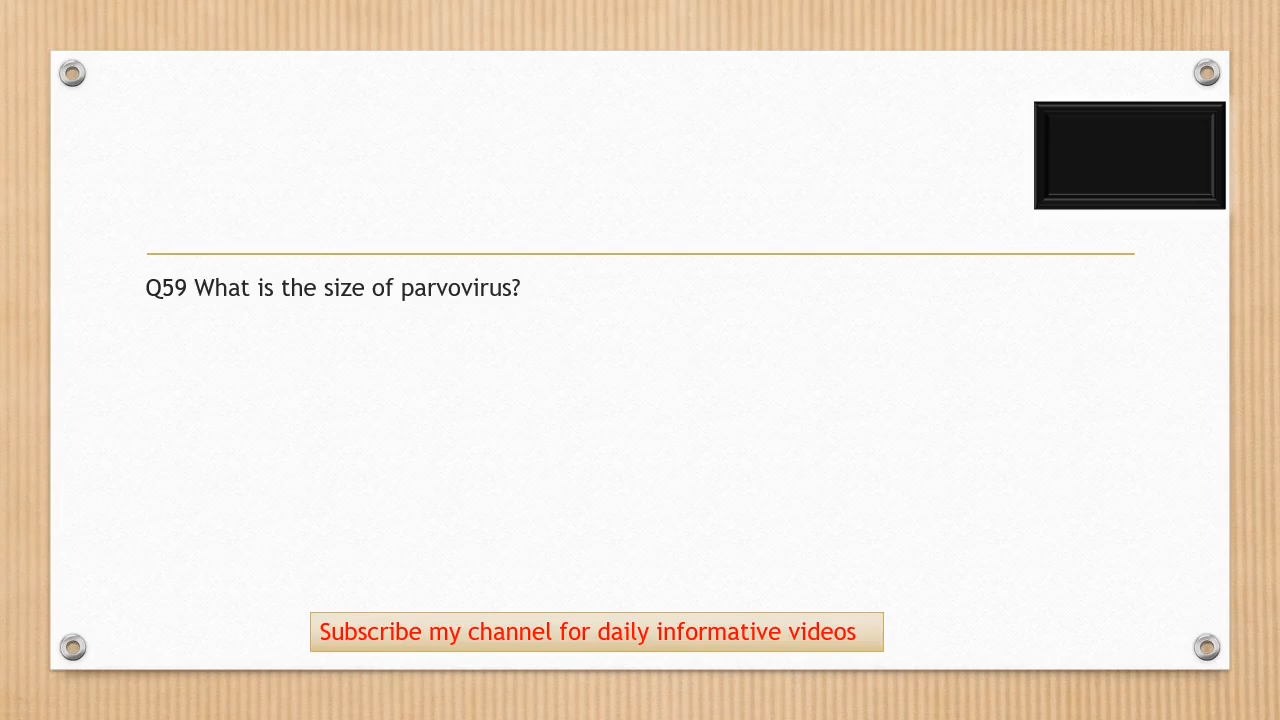 Q59 What is the size of parvovirus?
Subscribe my channel for daily informative videos